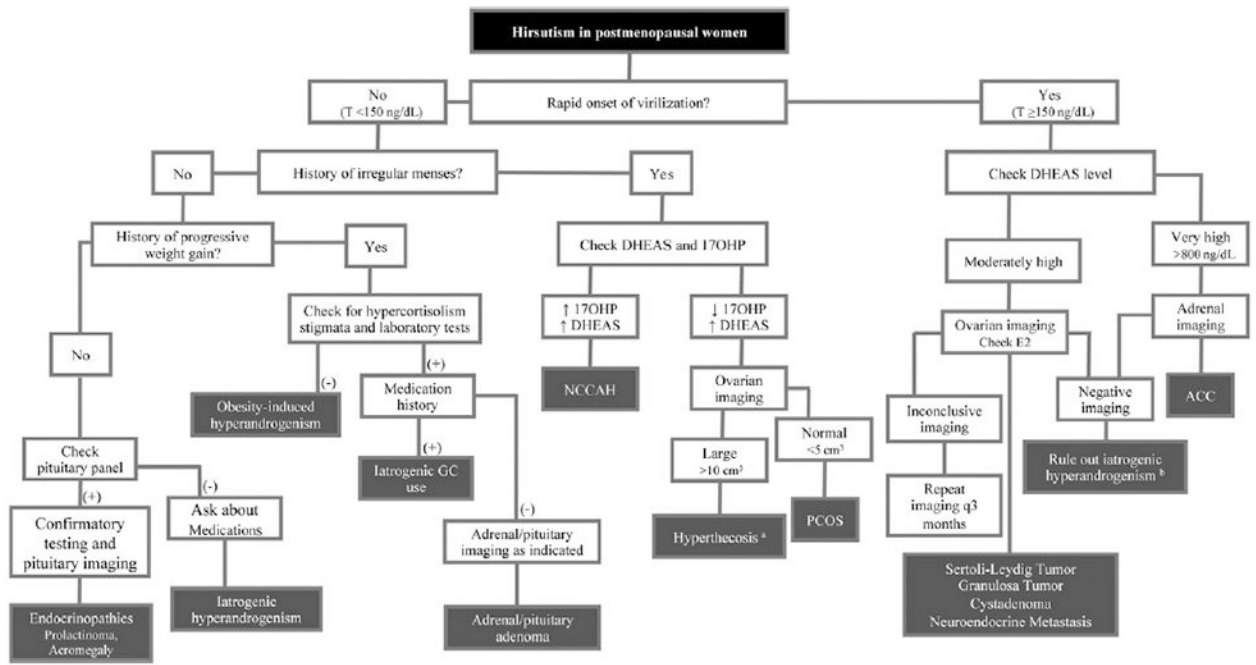 Hirsutism in postmenopausal women
No
(T <150 ng/dL)
Rapid onset of virilization?
Yes
(T ≥150 ng/dL)
No
History of irregular menses?
Yes
Check DHEAS level
History of progressive
weight gain?
Yes
Check DHEAS and 17OHP
Moderately high
Very high
>800 ng/dL
Check for hypercortisolism
stigmata and laboratory tests
↑ 17OHP
↑ DHEAS
↓ 17OHP
↑ DHEAS
Ovarian imaging
Check E2
Adrenal
imaging
No
(-)
(+)
Obesity-induced
hyperandrogenism
Medication
history
NCCAH
Ovarian
imaging
Inconclusive
imaging
Negative
imaging
ACC
Check
pituitary panel
(+)
Iatrogenic GC
use
Large
>10 cm³
Normal
<5 cm³
Rule out iatrogenic
hyperandrogenism ᵇ
(+)
(-)
Confirmatory
testing and
pituitary imaging
Ask about
Medications
(-)
Adrenal/pituitary
imaging as indicated
Hyperthecosis ᵃ
PCOS
Repeat
imaging q3
months
Endocrinopathies
Prolactinoma,
Acromegaly
Iatrogenic
hyperandrogenism
Adrenal/pituitary
adenoma
Sertoli-Leydig Tumor
Granulosa Tumor
Cystadenoma
Neuroendocrine Metastasis